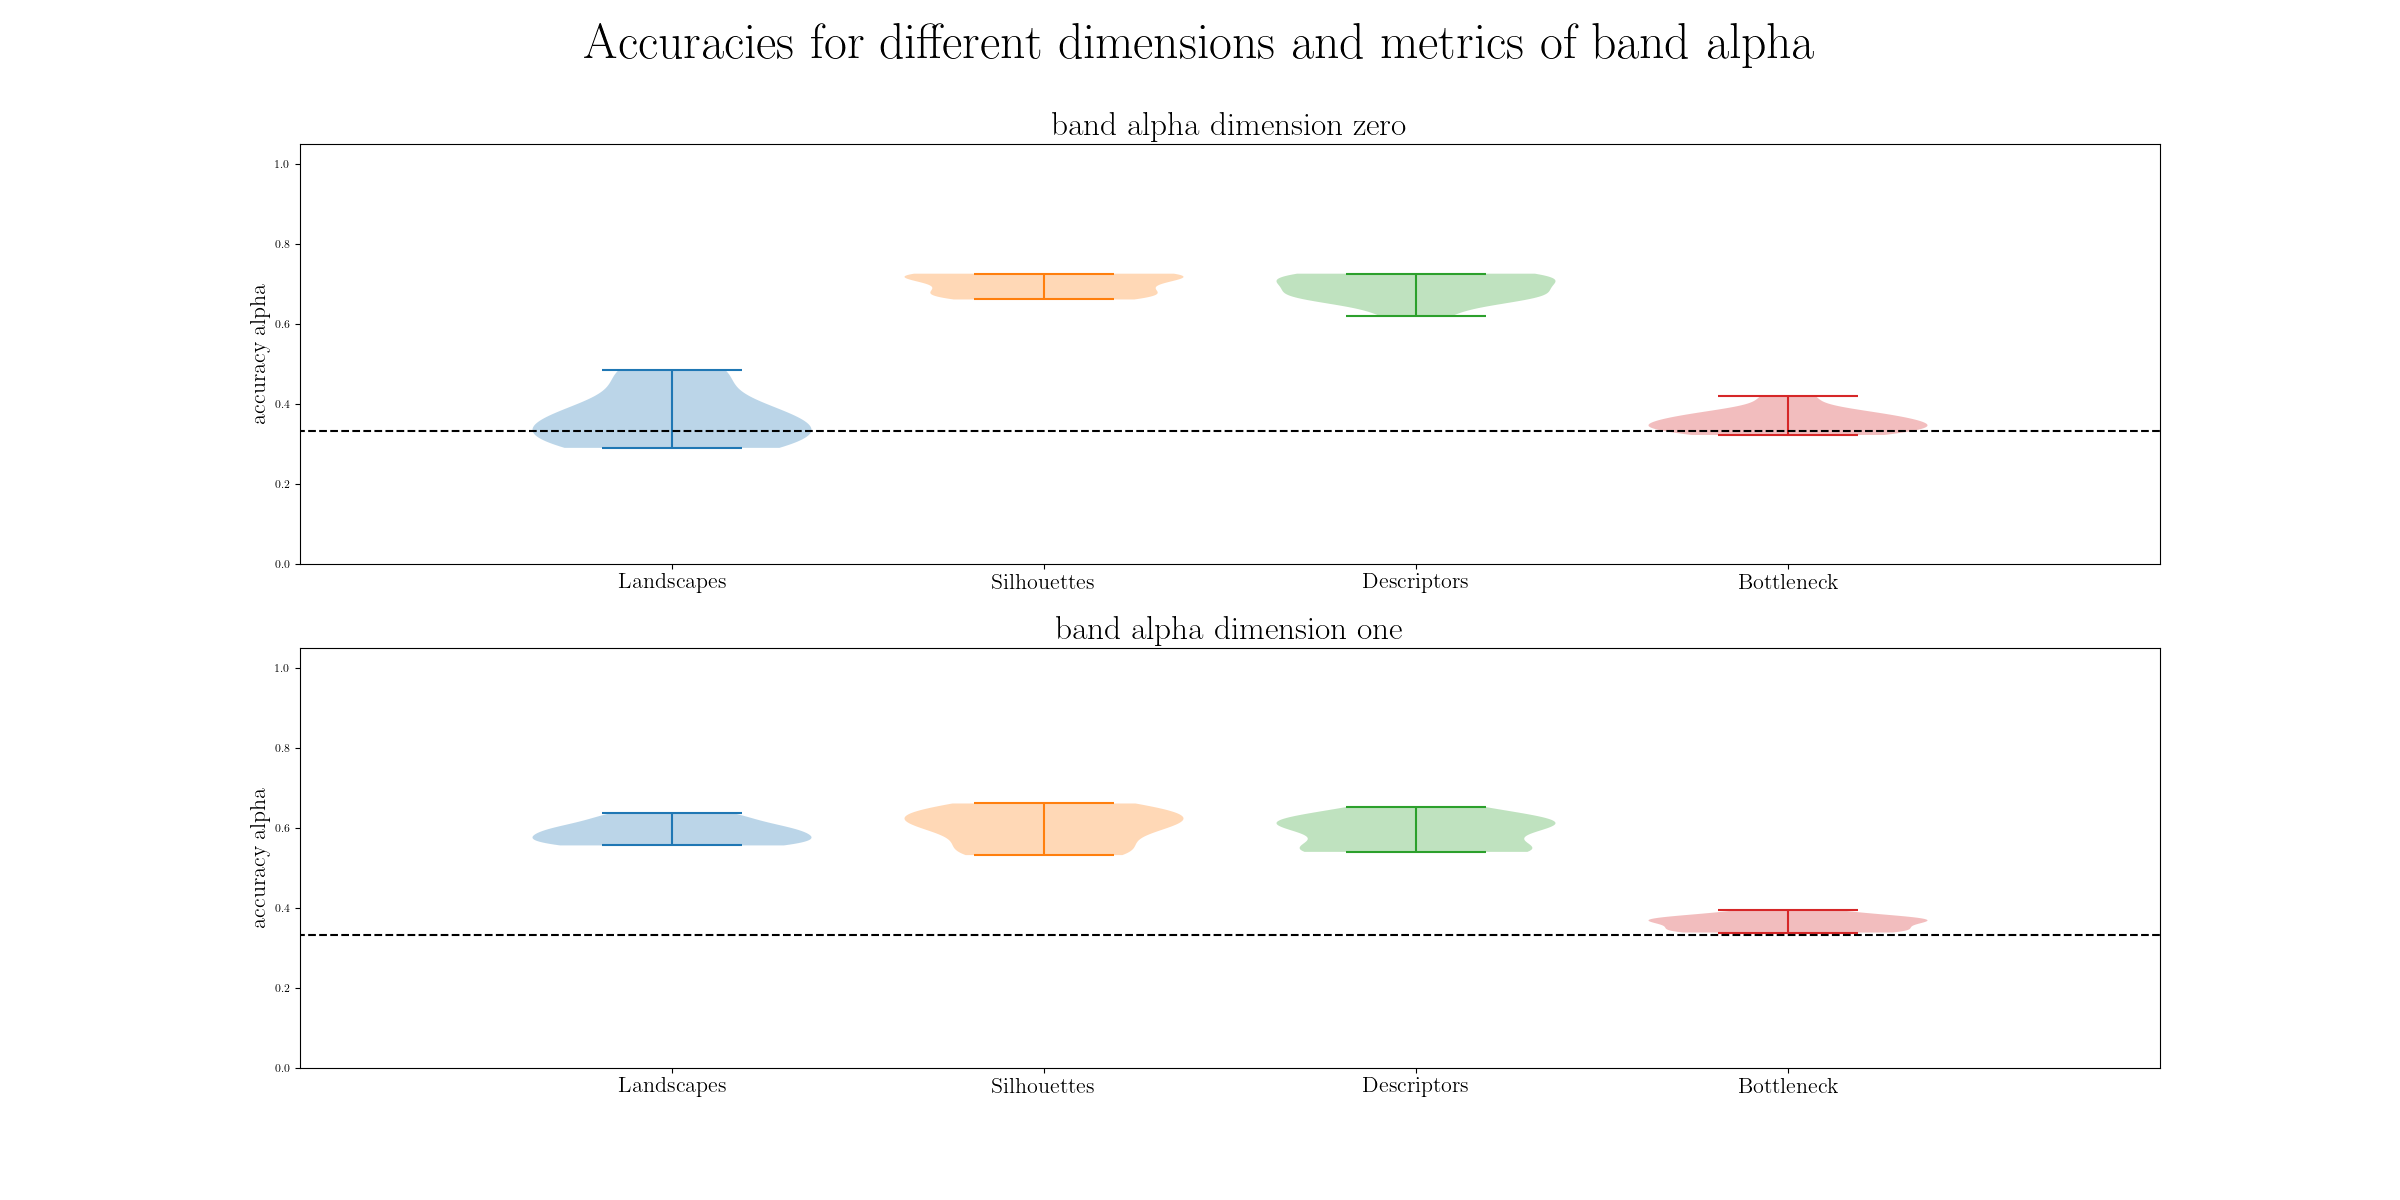 Accuracies for different dimensions and metrics of band alpha
band alpha dimension zero
1.0
0.8
0.6
0.4
0.2
0.0
accuracy alpha
Landscapes Silhouettes Descriptors Bottleneck
band alpha dimension one
1.0
0.8
0.6
0.4
0.2
0.0
accuracy alpha
Landscapes Silhouettes Descriptors Bottleneck